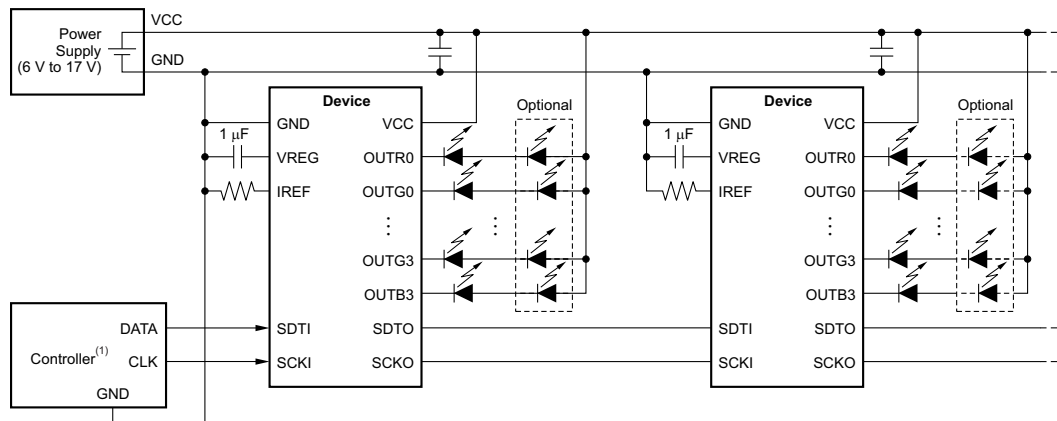 VCC
Power
Supply
(6 V to 17 V)
GND
Device
GND
VCC
Optional
1 μF
VREG
OUTR0
IREF
OUTG0
OUTG3
OUTB3
SDTI
SDTO
SCKI
SCKO
Device
GND
VCC
Optional
1 μF
VREG
OUTR0
IREF
OUTG0
OUTG3
OUTB3
SDTI
SDTO
SCKI
SCKO
DATA
Controller(1)
CLK
GND